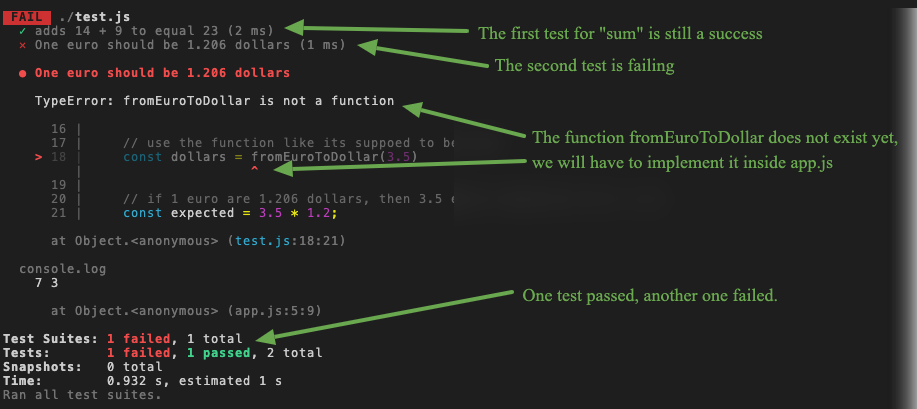 FAIL ./test.js
✓ adds 14 + 9 to equal 23 (2 ms)
The first test for "sum" is still a success
✕ One euro should be 1.206 dollars (1 ms)
The second test is failing
● One euro should be 1.206 dollars
TypeError: fromEuroToDollar is not a function
16 |
The function fromEuroToDollar does not exist yet,
we will have to implement it inside app.js
17 |     // use the function like its suppoed to be
> 18 |     const dollars = fromEuroToDollar(3.5)
|                     ^
19 |
20 |     // if 1 euro are 1.206 dollars, then 3.5 e
21 |     const expected = 3.5 * 1.2;
at Object.<anonymous> (test.js:18:21)
console.log
7 3
One test passed, another one failed.
at Object.<anonymous> (app.js:5:9)
Test Suites: 1 failed, 1 total
Tests:       1 failed, 1 passed, 2 total
Snapshots:   0 total
Time:        0.932 s, estimated 1 s
Ran all test suites.